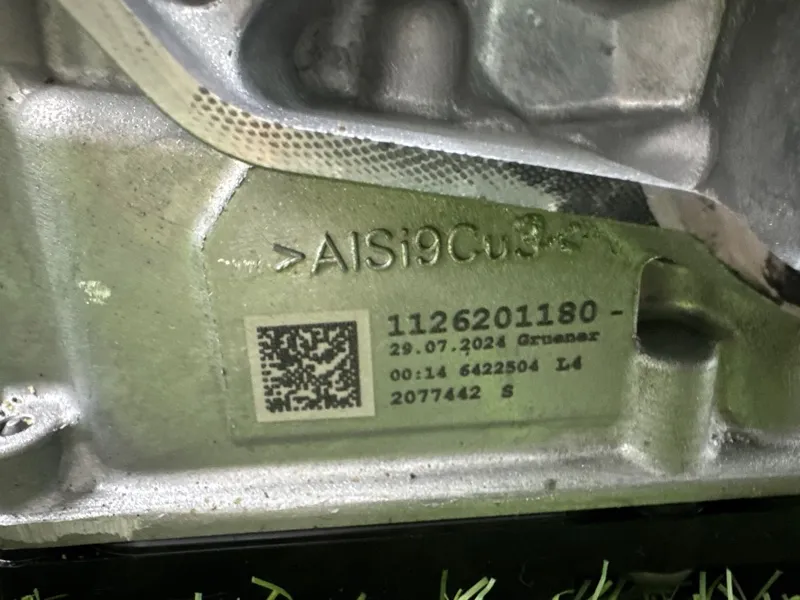 >AlSi9Cu3
1126201180-
29.07.2024 Gruener
00:14 6422504 L4
2077442 S